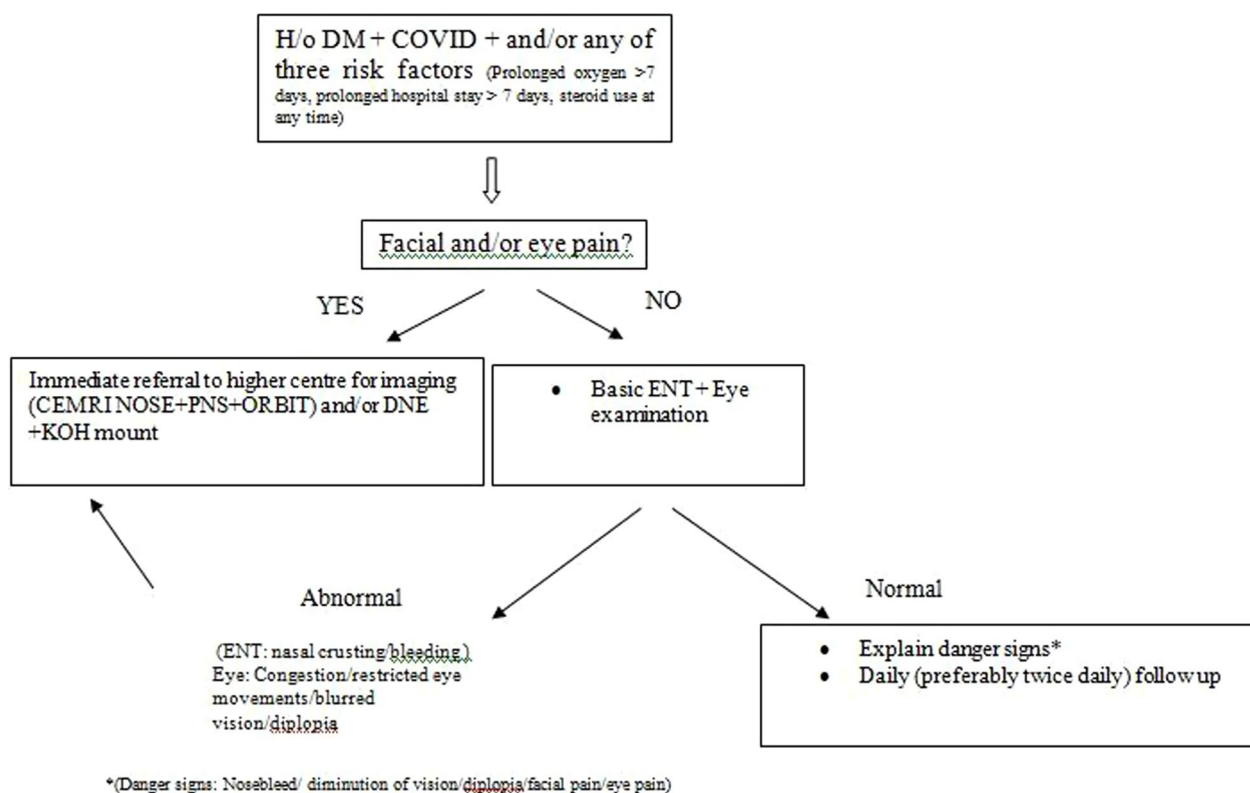 H/o DM + COVID + and/or any of
three risk factors (Prolonged oxygen >7
days, prolonged hospital stay > 7 days, steroid use at
any time)
Facial and/or eye pain?
YES
NO
Immediate referral to higher centre for imaging
(CEMRI NOSE+PNS+ORBIT) and/or DNE
+KOH mount
• Basic ENT + Eye
examination
Abnormal
Normal
(ENT: nasal crusting/bleeding)
Eye: Congestion/restricted eye
movements/blurred
vision/diplopia
• Explain danger signs*
• Daily (preferably twice daily) follow up
*(Danger signs: Nosebleed/ diminution of vision/diplopia/facial pain/eye pain)